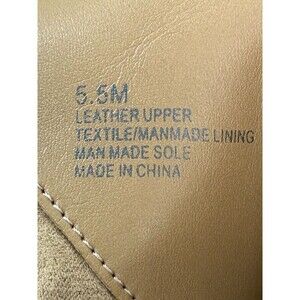 5.5M
LEATHER UPPER
TEXTILE/MANMADE LINING
MAN MADE SOLE
MADE IN CHINA